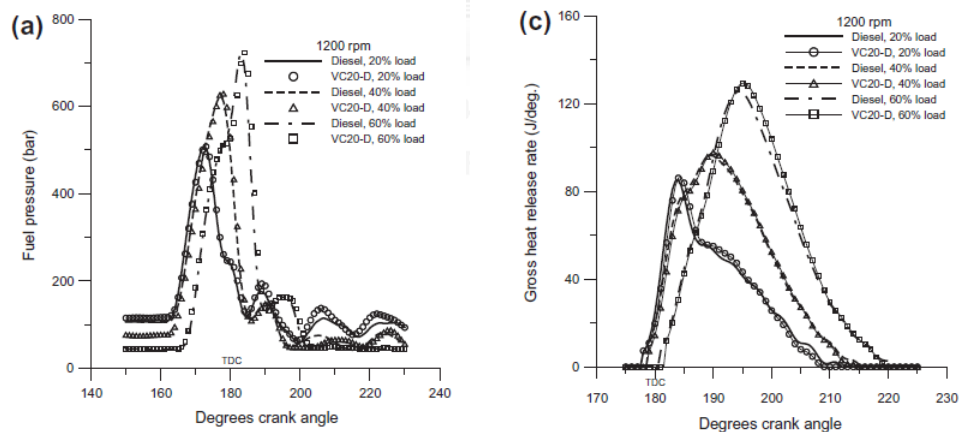 (a)
800
600
400
200
0
Fuel pressure (bar)
1200 rpm
Diesel, 20% load
VC20-D, 20% load
Diesel, 40% load
VC20-D, 40% load
Diesel, 60% load
VC20-D, 60% load
TDC
140 160 180 200 220 240
Degrees crank angle
(c)
160
120
80
40
0
Gross heat release rate (J/deg.)
1200 rpm
Diesel, 20% load
VC20-D, 20% load
Diesel, 40% load
VC20-D, 40% load
Diesel, 60% load
VC20-D, 60% load
TDC
170 180 190 200 210 220 230
Degrees crank angle